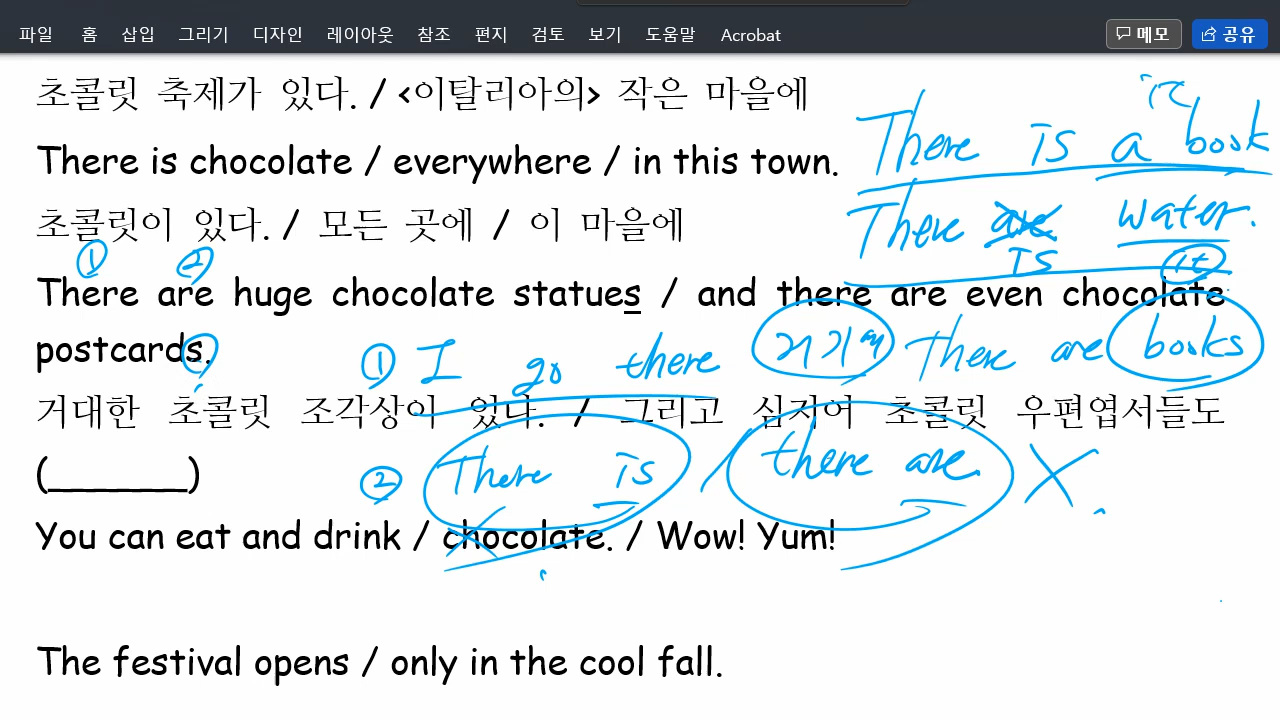 파일 홈 삽입 그리기 디자인 레이아웃 참조 편지 검토 보기 도움말 Acrobat 메모 공유
초콜릿 축제가 있다. / <이탈리아의> 작은 마을에
it
There is a book
There is chocolate / everywhere / in this town.
초콜릿이 있다. / 모든 곳에 / 이 마을에
There are water.
is
it
① ②
There are huge chocolate statues / and there are even chocolate
postcards.
① I go there 거기에
There are books
거대한 초콜릿 조각상이 있다. / 그리고 심지어 초콜릿 우편엽서들도
(_______)
② There is / there are. X
You can eat and drink / chocolate. / Wow! Yum!
The festival opens / only in the cool fall.